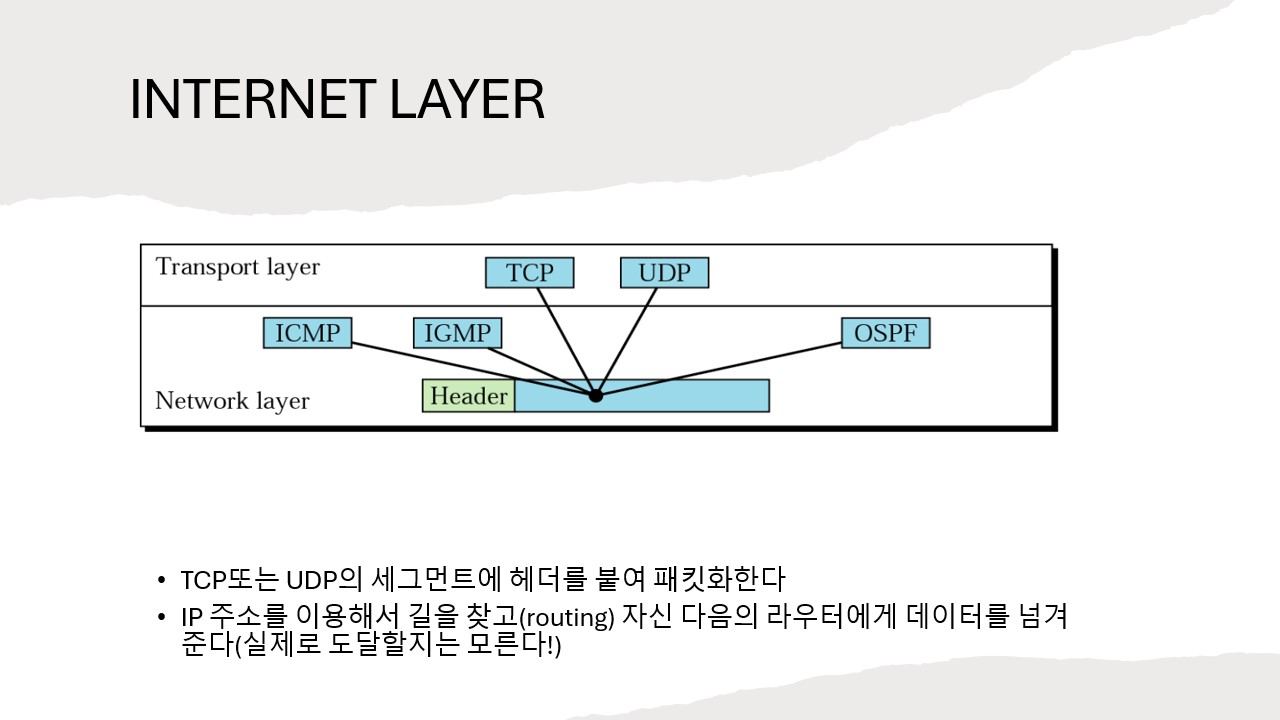 INTERNET LAYER
Transport layer
TCP
UDP
ICMP
IGMP
OSPF
Header
Network layer
• TCP또는 UDP의 세그먼트에 헤더를 붙여 패킷화한다
• IP 주소를 이용해서 길을 찾고(routing) 자신 다음의 라우터에게 데이터를 넘겨
준다(실제로 도달할지는 모른다!)